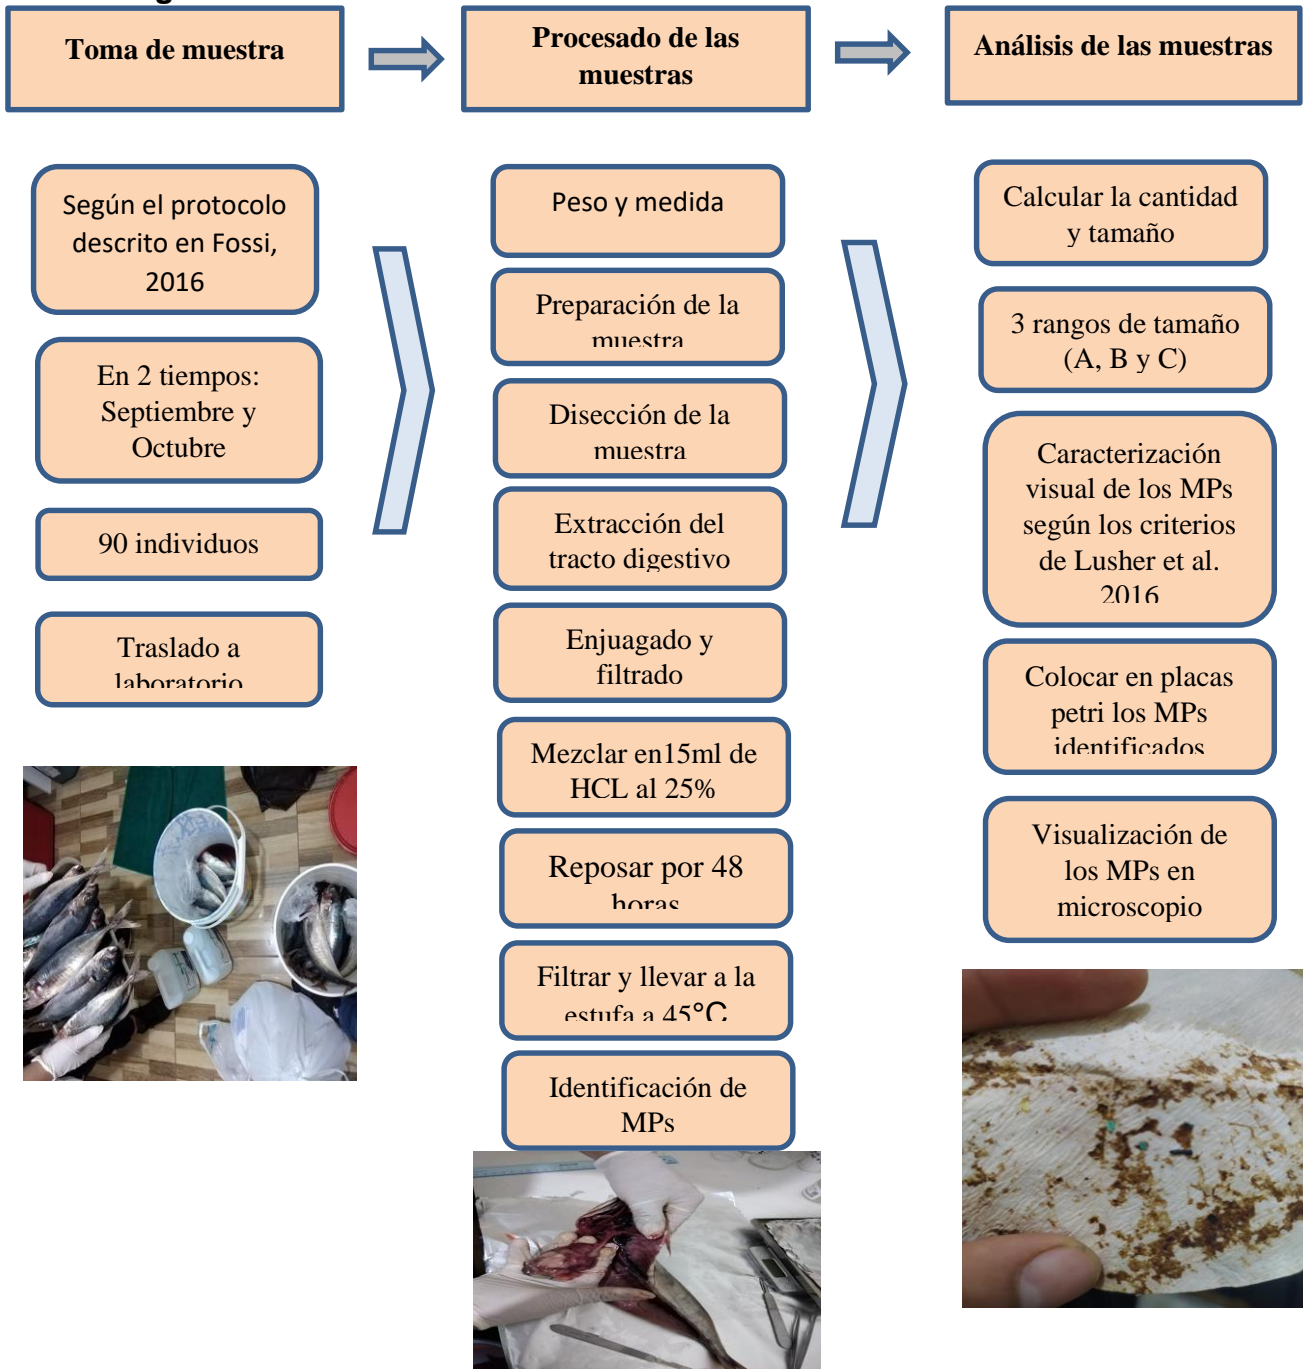 Toma de muestra
Procesado de las
muestras
Análisis de las muestras
Según el protocolo
descrito en Fossi,
2016
En 2 tiempos:
Septiembre y
Octubre
90 individuos
Traslado a
laboratorio
Peso y medida
Preparación de la
muestra
Disección de la
muestra
Extracción del
tracto digestivo
Enjuagado y
filtrado
Mezclar en15ml de
HCL al 25%
Reposar por 48
horas
Filtrar y llevar a la
estufa a 45°C
Identificación de
MPs
Calcular la cantidad
y tamaño
3 rangos de tamaño
(A, B y C)
Caracterización
visual de los MPs
según los criterios
de Lusher et al.
2016
Colocar en placas
petri los MPs
identificados
Visualización de
los MPs en
microscopio